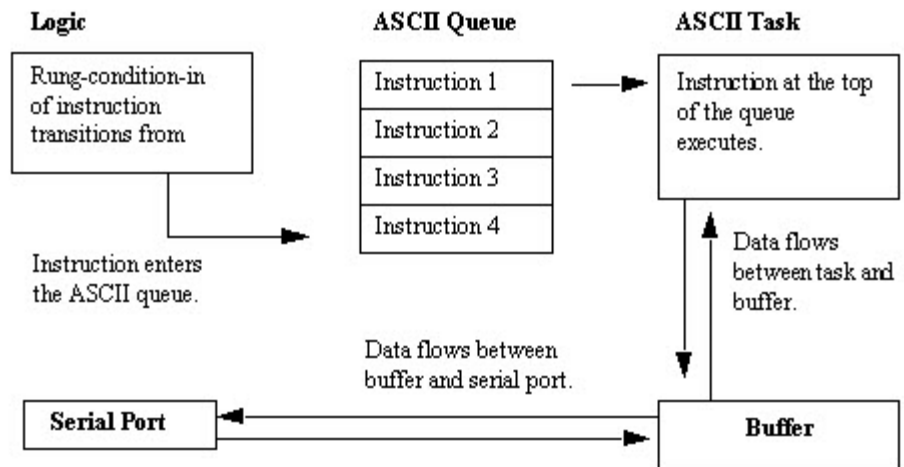 Logic
ASCII Queue
ASCII Task
Rung-condition-in
of instruction
transitions from
Instruction 1
Instruction 2
Instruction 3
Instruction 4
Instruction at the top
of the queue
executes.
Instruction enters
the ASCII queue.
Data flows
between task and
buffer.
Data flows between
buffer and serial port.
Serial Port
Buffer